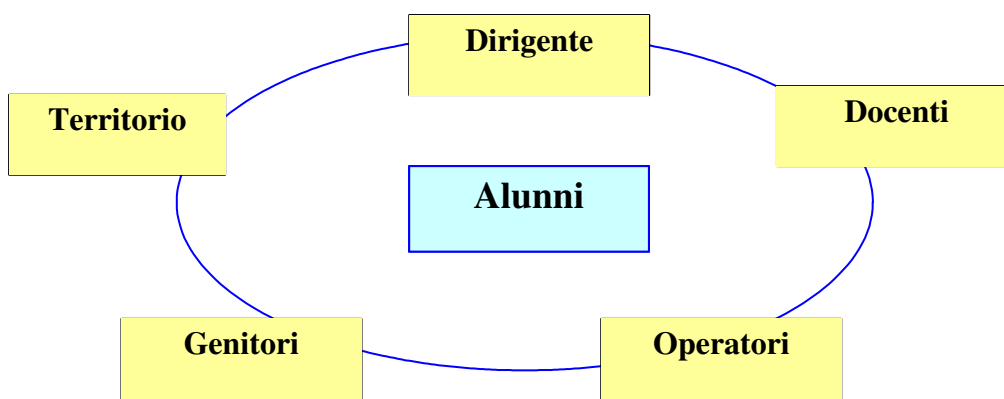 Dirigente
Docenti
Territorio
Alunni
Genitori
Operatori